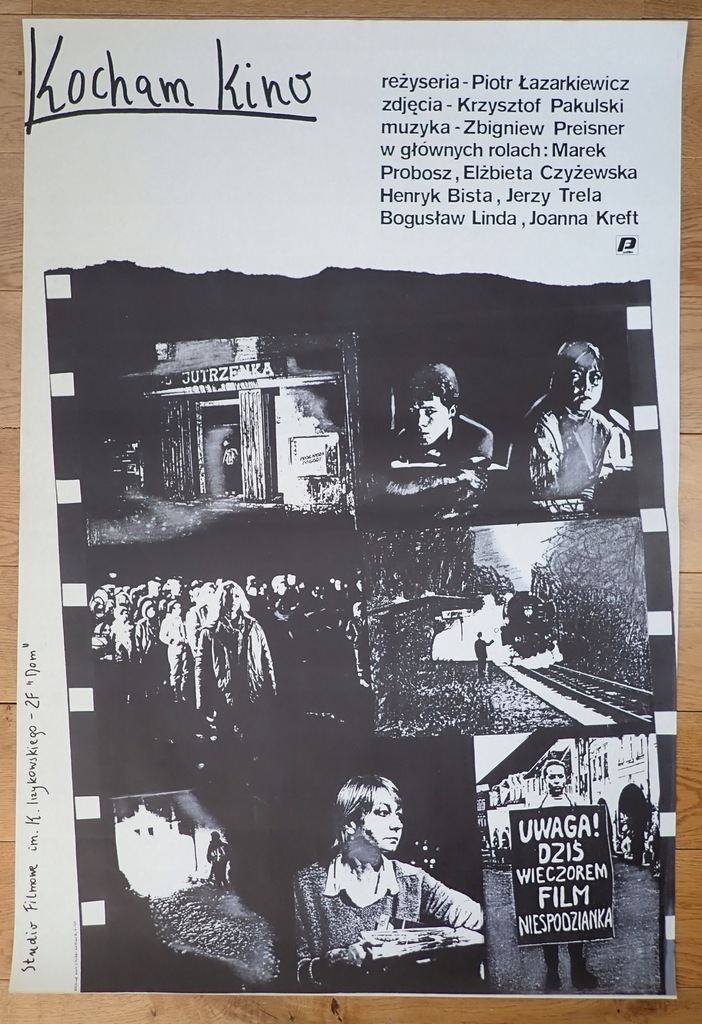 Kocham Kino
reżyseria - Piotr Łazarkiewicz
zdjęcia - Krzysztof Pakulski
muzyka - Zbigniew Preisner
w głównych rolach: Marek
Probosz, Elżbieta Czyżewska
Henryk Bista, Jerzy Trela
Bogusław Linda, Joanna Kreft
P
JUTRZENKA
UWAGA!
DZIŚ
WIECZOREM
FILM
NIESPODZIANKA
Studio Filmowe im. K. Irzykowskiego - ZF "Dom"